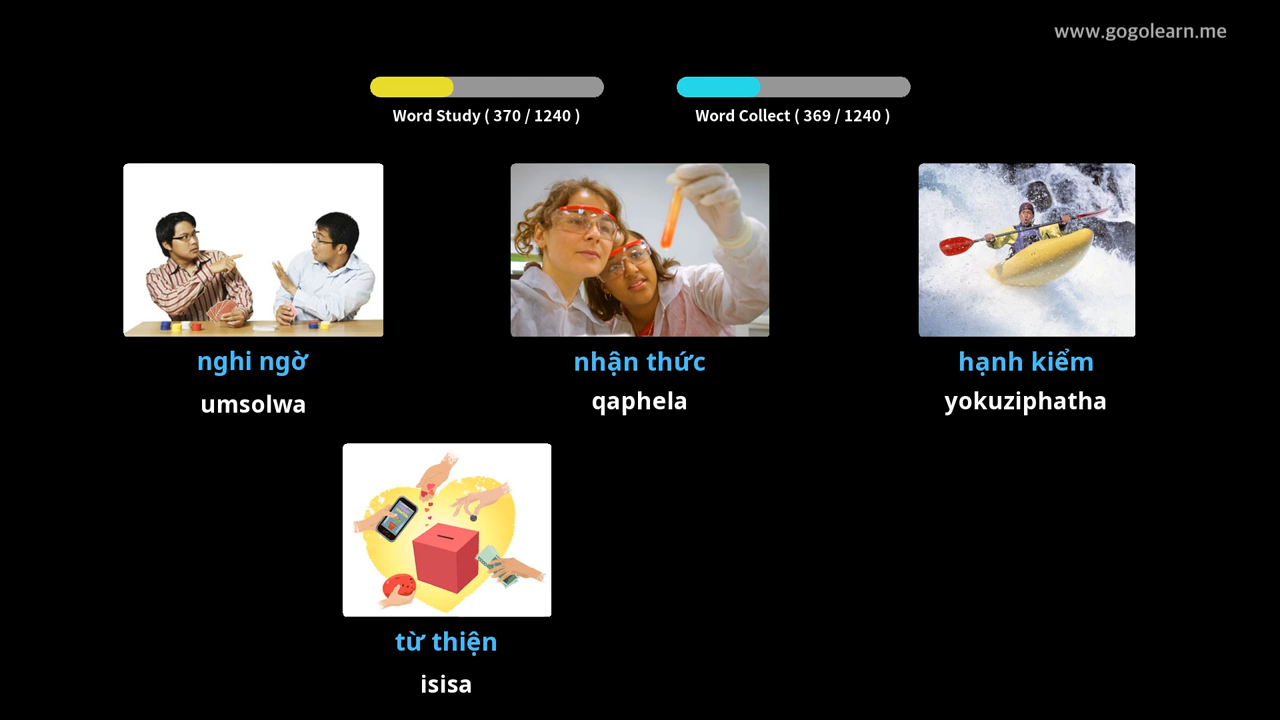 www.gogolearn.me
Word Study ( 370 / 1240 )
Word Collect ( 369 / 1240 )
nghi ngờ
umsolwa
nhận thức
qaphela
hạnh kiểm
yokuziphatha
từ thiện
isisa